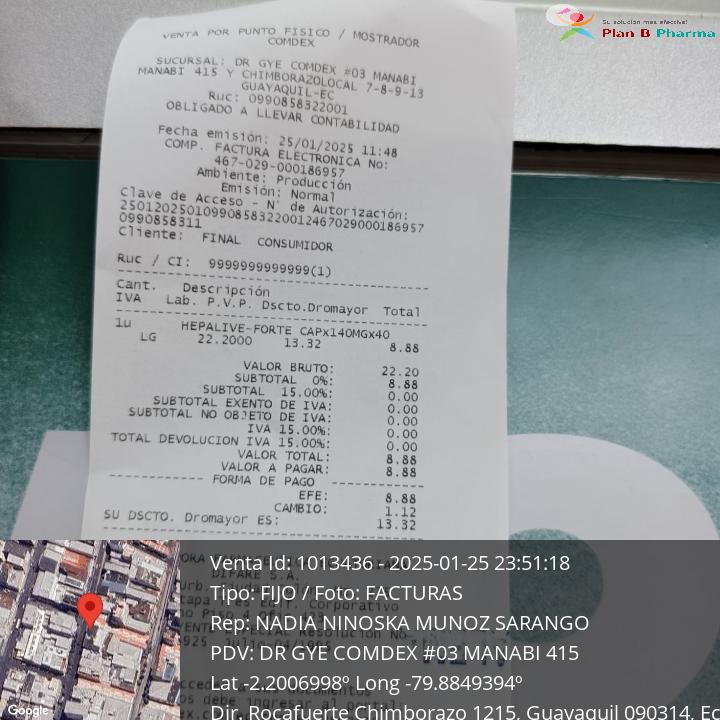 Su solución más efectiva!
Plan B Pharma
VENTA POR PUNTO FISICO / MOSTRADOR
COMDEX
SUCURSAL: DR GYE COMDEX #03 MANABI
MANABI 415 Y CHIMBORAZOLOCAL 7-8-9-13
GUAYAQUIL-EC
Ruc: 0990858322001
OBLIGADO A LLEVAR CONTABILIDAD
Fecha emisión: 25/01/2025 11:48
COMP. FACTURA ELECTRONICA No:
467-029-000186957
Ambiente: Producción
Emisión: Normal
Clave de Acceso - N° de Autorización:
250120250109908583220012467029000186957
0990858311
Cliente: FINAL CONSUMIDOR
Ruc / CI: 9999999999999(1)
Cant. Descripción
IVA Lab. P.V.P. Dscto.Dromayor Total
1u HEPALIVE-FORTE CAPx140MGx40
LG 22.2000 13.32 8.88
VALOR BRUTO: 22.20
SUBTOTAL 0%: 8.88
SUBTOTAL 15.00%: 0.00
SUBTOTAL EXENTO DE IVA: 0.00
SUBTOTAL NO OBJETO DE IVA: 0.00
IVA 15.00%: 0.00
TOTAL DEVOLUCION IVA 15.00%: 0.00
VALOR TOTAL: 8.88
VALOR A PAGAR: 8.88
FORMA DE PAGO
EFE: 8.88
CAMBIO: 1.12
SU DSCTO. Dromayor ES: 13.32
DIFARE S.A.
Venta Id: 1013436 - 2025-01-25 23:51:18
Tipo: FIJO / Foto: FACTURAS
Rep: NADIA NINOSKA MUNOZ SARANGO
PDV: DR GYE COMDEX #03 MANABI 415
Lat -2.2006998º Long -79.8849394º
Dir. Rocafuerte Chimborazo 1215, Guayaquil 090314, Ec
Google